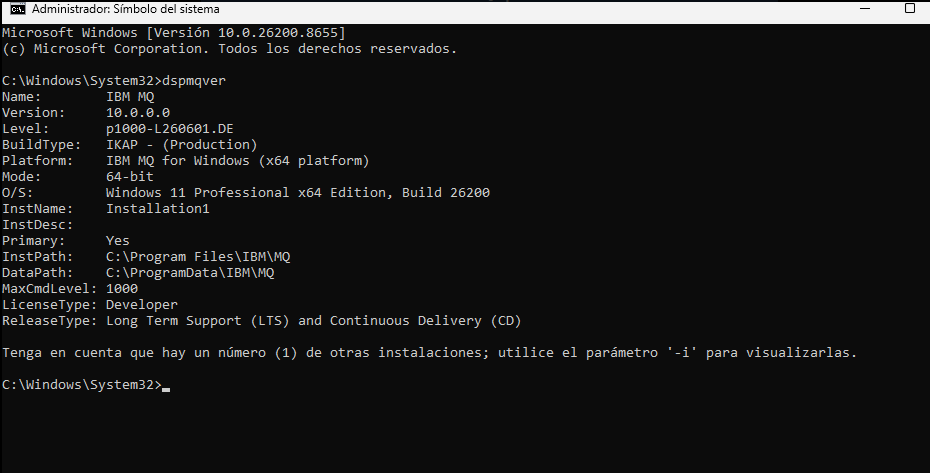 Administrador: Símbolo del sistema
Microsoft Windows [Versión 10.0.26200.8655]
(c) Microsoft Corporation. Todos los derechos reservados.
C:\Windows\System32>dspmqver
Name:        IBM MQ
Version:     10.0.0.0
Level:       p1000-L260601.DE
BuildType:   IKAP - (Production)
Platform:    IBM MQ for Windows (x64 platform)
Mode:        64-bit
O/S:         Windows 11 Professional x64 Edition, Build 26200
InstName:    Installation1
InstDesc:
Primary:     Yes
InstPath:    C:\Program Files\IBM\MQ
DataPath:    C:\ProgramData\IBM\MQ
MaxCmdLevel: 1000
LicenseType: Developer
ReleaseType: Long Term Support (LTS) and Continuous Delivery (CD)
Tenga en cuenta que hay un número (1) de otras instalaciones; utilice el parámetro '-i' para visualizarlas.
C:\Windows\System32>